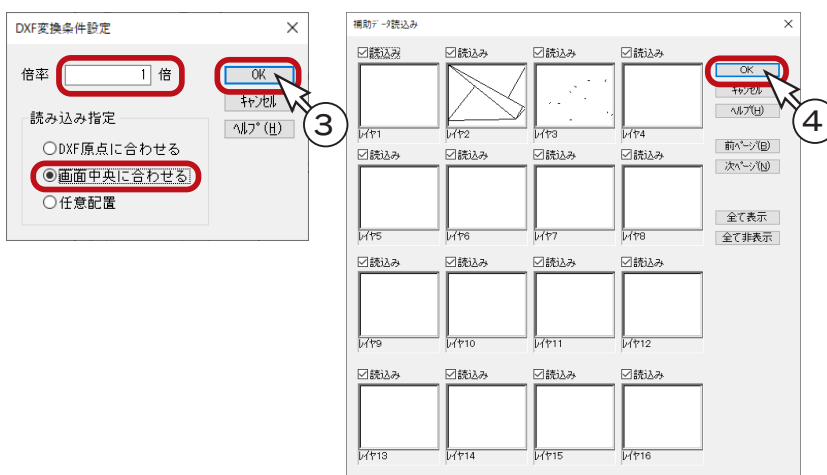 DXF変換条件設定
倍率 1 倍
OK
キャンセル
ヘルプ(H)
③
読み込み指定
DXF原点に合わせる
画面中央に合わせる
任意配置
補助データ読込み
読込み 読込み 読込み 読込み
レイヤ1 レイヤ2 レイヤ3 レイヤ4
読込み 読込み 読込み 読込み
レイヤ5 レイヤ6 レイヤ7 レイヤ8
読込み 読込み 読込み 読込み
レイヤ9 レイヤ10 レイヤ11 レイヤ12
読込み 読込み 読込み 読込み
レイヤ13 レイヤ14 レイヤ15 レイヤ16
OK
キャンセル
ヘルプ(H)
④
前ページ(B)
次ページ(N)
全て表示
全て非表示